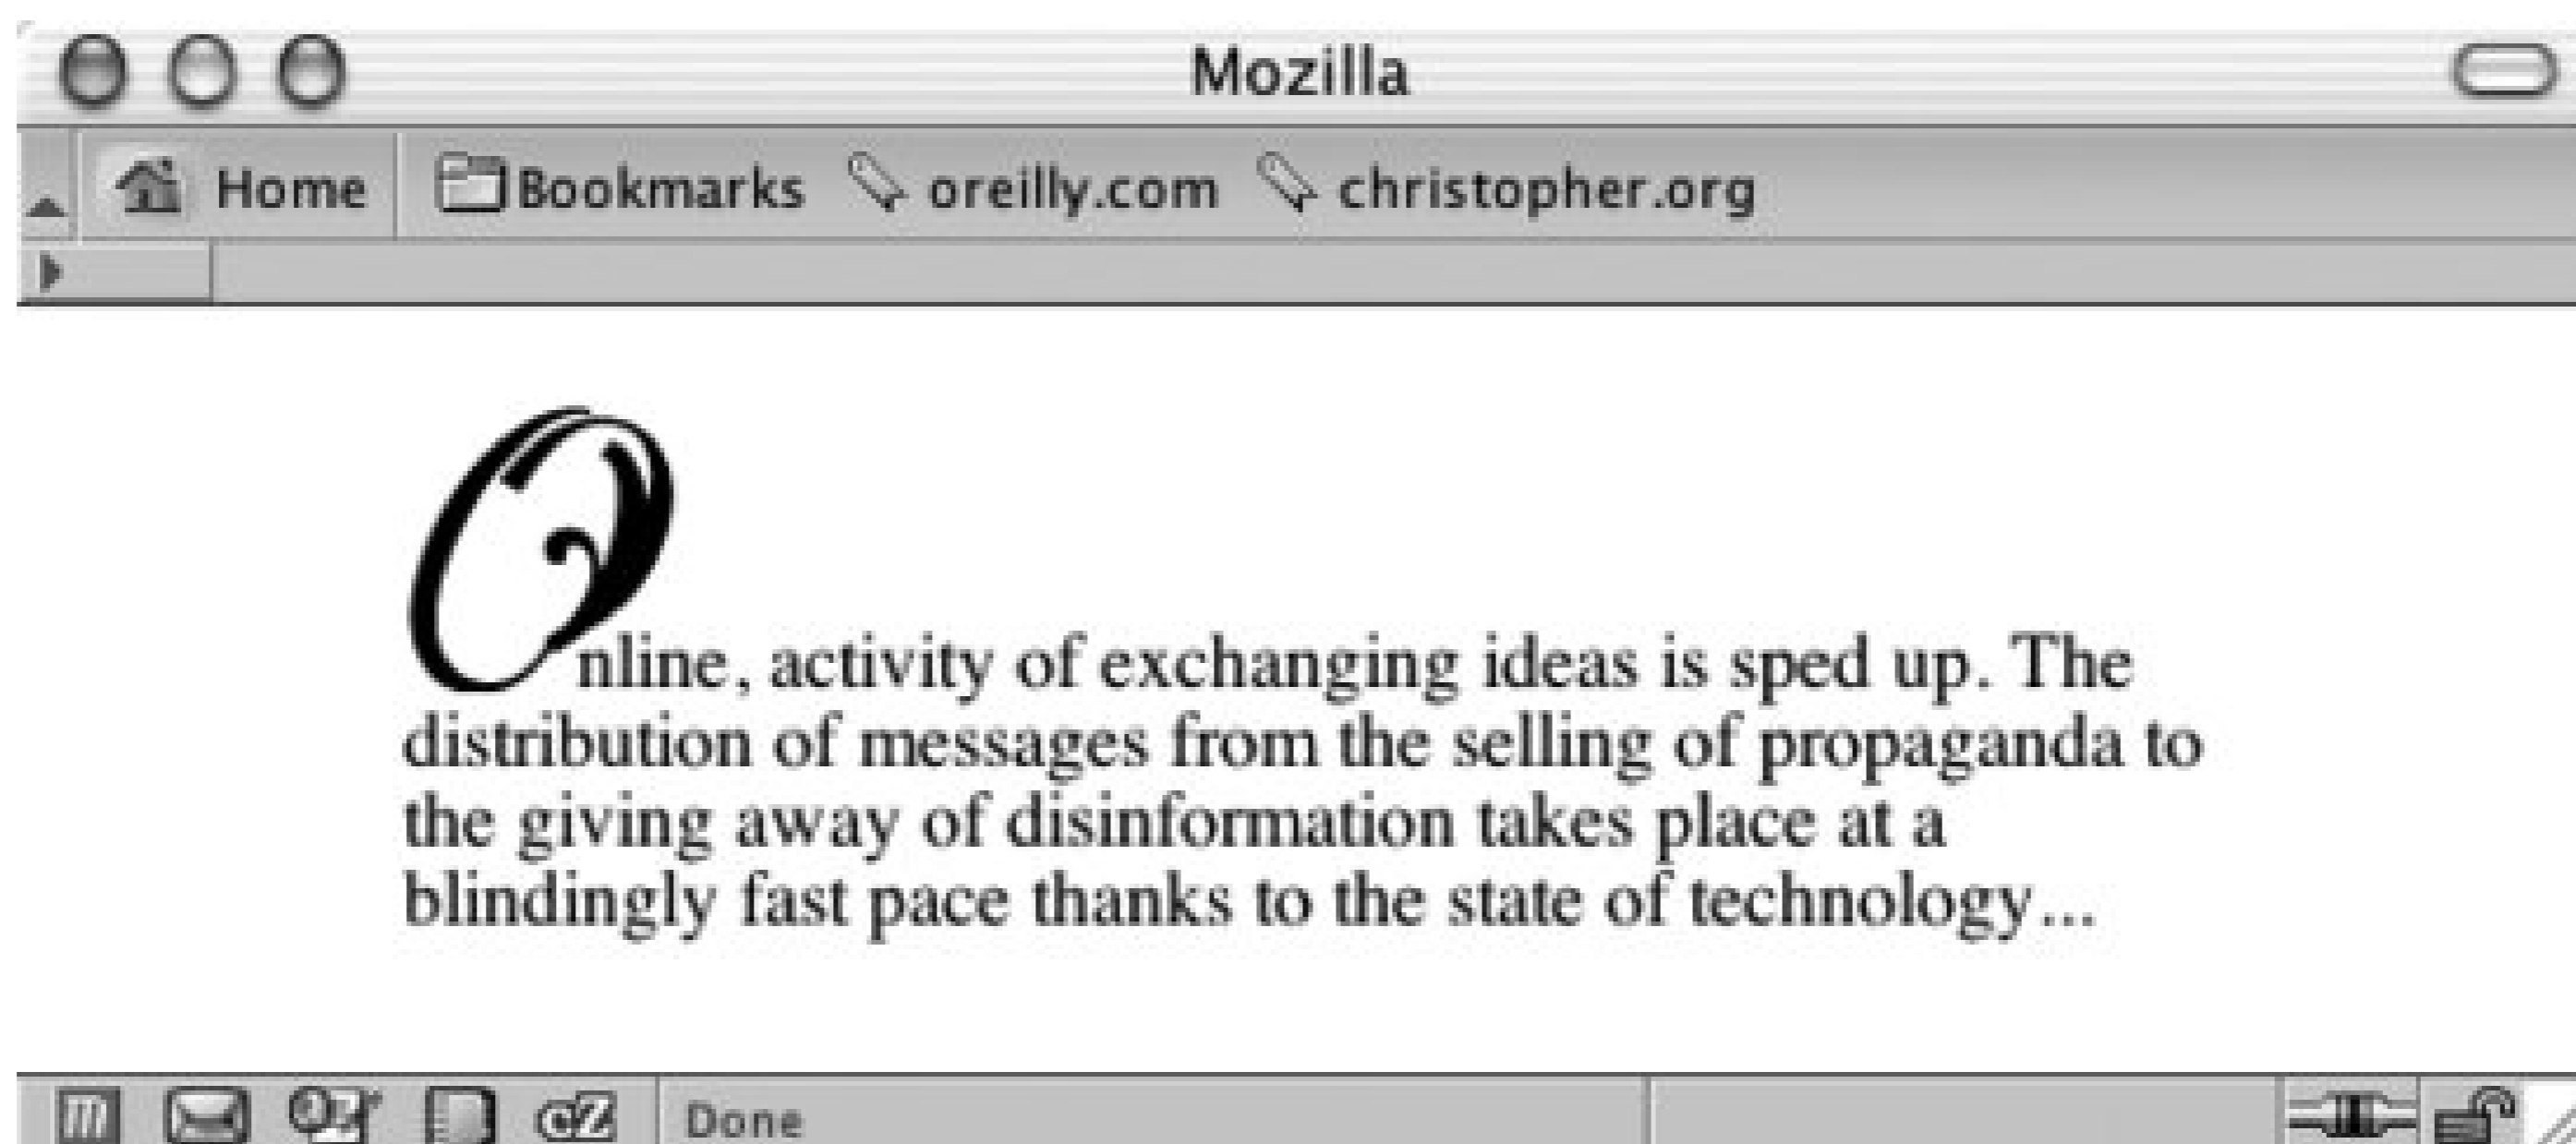 Mozilla
Home Bookmarks oreilly.com christopher.org
Online, activity of exchanging ideas is sped up. The
distribution of messages from the selling of propaganda to
the giving away of disinformation takes place at a
blindingly fast pace thanks to the state of technology...
m cZ Done